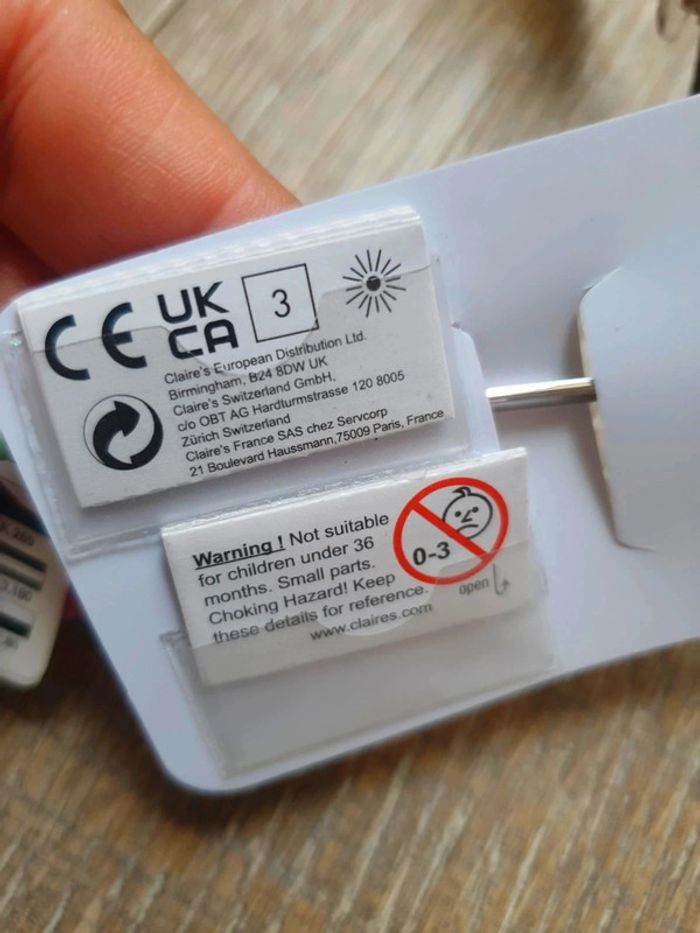 CE UK CA 3
Claire's European Distribution Ltd.
Birmingham, B24 8DW UK
Claire's Switzerland GmbH,
c/o OBT AG Hardturmstrasse 120 8005
Zürich Switzerland
Claire's France SAS chez Servcorp
21 Boulevard Haussmann,75009 Paris, France
Warning ! Not suitable
for children under 36
months. Small parts.
Choking Hazard! Keep
these details for reference.
www.claires.com
0-3
open